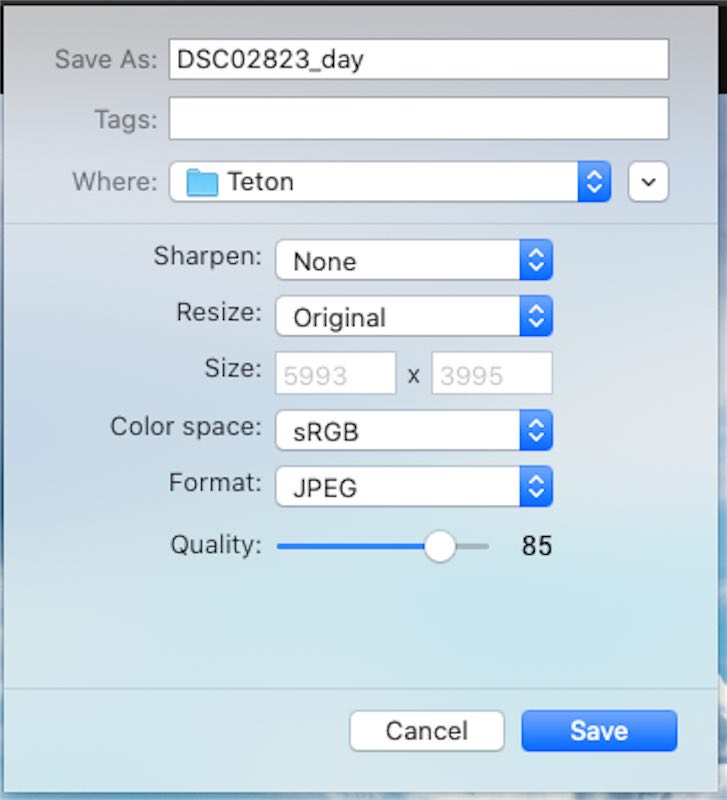 Save As: DSC02823_day
Tags:
Where: Teton
Sharpen: None
Resize: Original
Size: 5993 x 3995
Color space: sRGB
Format: JPEG
Quality: 85
Cancel Save